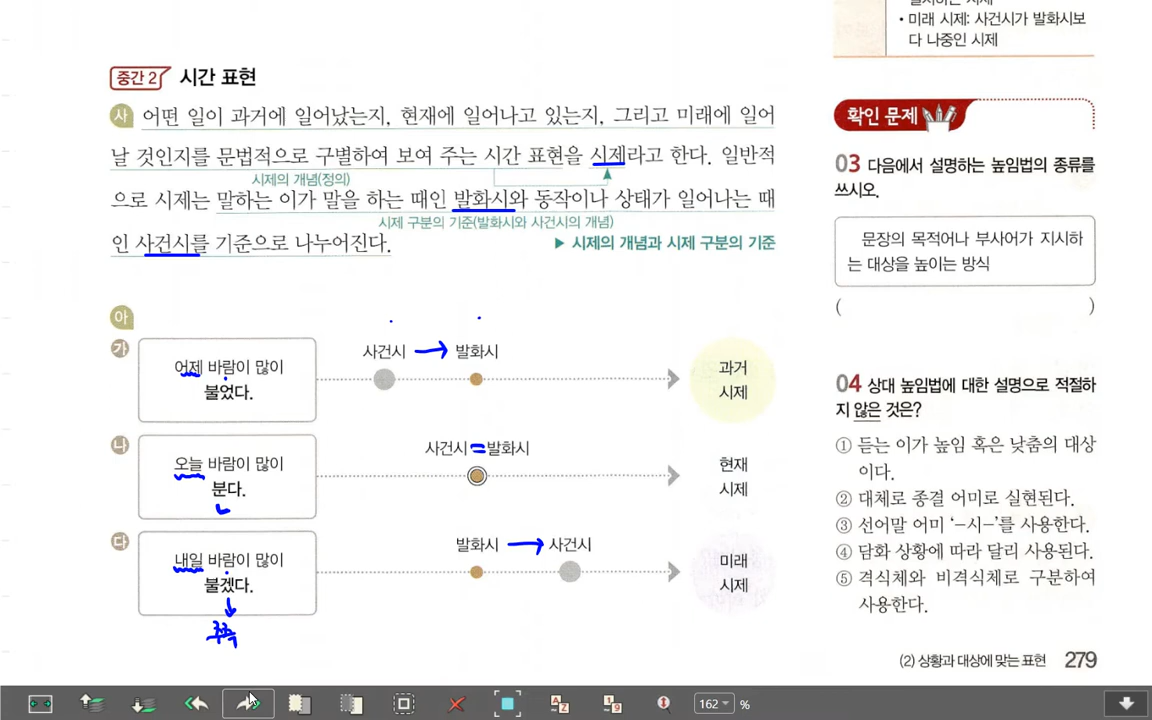 • 미래 시제: 사건시가 발화시보
다 나중인 시제
중간 2 시간 표현
사 어떤 일이 과거에 일어났는지, 현재에 일어나고 있는지, 그리고 미래에 일어
날 것인지를 문법적으로 구별하여 보여 주는 시간 표현을 시제라고 한다. 일반적
시제의 개념(정의)
으로 시제는 말하는 이가 말을 하는 때인 발화시와 동작이나 상태가 일어나는 때
시제 구분의 기준(발화시와 사건시의 개념)
인 사건시를 기준으로 나누어진다.
▶ 시제의 개념과 시제 구분의 기준
아
가
어제 바람이 많이
불었다.
사건시 → 발화시
과거
시제
나
오늘 바람이 많이
분다.
사건시 = 발화시
현재
시제
다
내일 바람이 많이
불겠다.
발화시 → 사건시
미래
시제
확인 문제
03 다음에서 설명하는 높임법의 종류를
쓰시오.
문장의 목적어나 부사어가 지시하
는 대상을 높이는 방식
( )
04 상대 높임법에 대한 설명으로 적절하
지 않은 것은?
① 듣는 이가 높임 혹은 낮춤의 대상
이다.
② 대체로 종결 어미로 실현된다.
③ 선어말 어미 ‘-시-’를 사용한다.
④ 담화 상황에 따라 달리 사용된다.
⑤ 격식체와 비격식체로 구분하여
사용한다.
(2) 상황과 대상에 맞는 표현 279
162 %